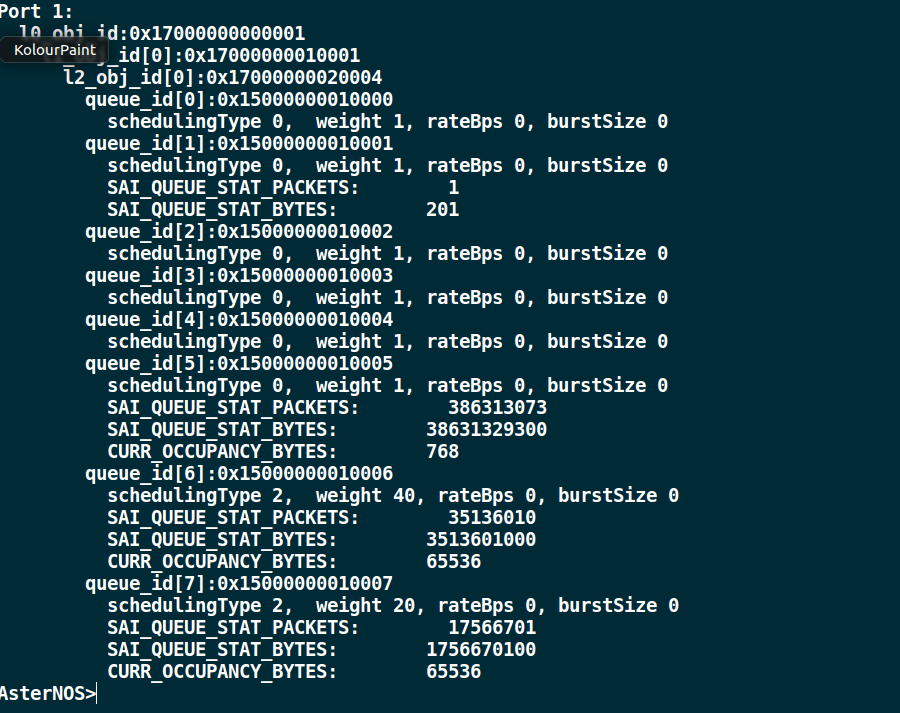 Port 1:
l0_obj_id:0x17000000000001
KolourPaint
_obj_id[0]:0x17000000010001
l2_obj_id[0]:0x17000000020004
queue_id[0]:0x15000000010000
schedulingType 0,  weight 1, rateBps 0, burstSize 0
queue_id[1]:0x15000000010001
schedulingType 0,  weight 1, rateBps 0, burstSize 0
SAI_QUEUE_STAT_PACKETS:        1
SAI_QUEUE_STAT_BYTES:        201
queue_id[2]:0x15000000010002
schedulingType 0,  weight 1, rateBps 0, burstSize 0
queue_id[3]:0x15000000010003
schedulingType 0,  weight 1, rateBps 0, burstSize 0
queue_id[4]:0x15000000010004
schedulingType 0,  weight 1, rateBps 0, burstSize 0
queue_id[5]:0x15000000010005
schedulingType 0,  weight 1, rateBps 0, burstSize 0
SAI_QUEUE_STAT_PACKETS:        386313073
SAI_QUEUE_STAT_BYTES:        38631329300
CURR_OCCUPANCY_BYTES:        768
queue_id[6]:0x15000000010006
schedulingType 2,  weight 40, rateBps 0, burstSize 0
SAI_QUEUE_STAT_PACKETS:        35136010
SAI_QUEUE_STAT_BYTES:        3513601000
CURR_OCCUPANCY_BYTES:        65536
queue_id[7]:0x15000000010007
schedulingType 2,  weight 20, rateBps 0, burstSize 0
SAI_QUEUE_STAT_PACKETS:        17566701
SAI_QUEUE_STAT_BYTES:        1756670100
CURR_OCCUPANCY_BYTES:        65536
AsterNOS>